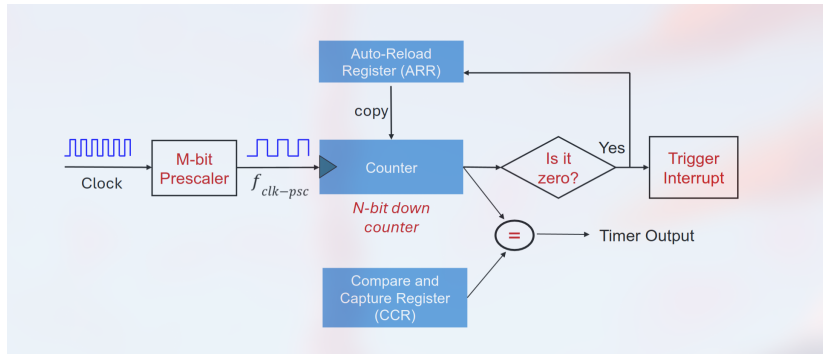 Auto-Reload
Register (ARR)
copy
Clock
M-bit
Prescaler
f clk−psc
Counter
N-bit down
counter
Is it
zero?
Yes
Trigger
Interrupt
=
Timer Output
Compare and
Capture Register
(CCR)